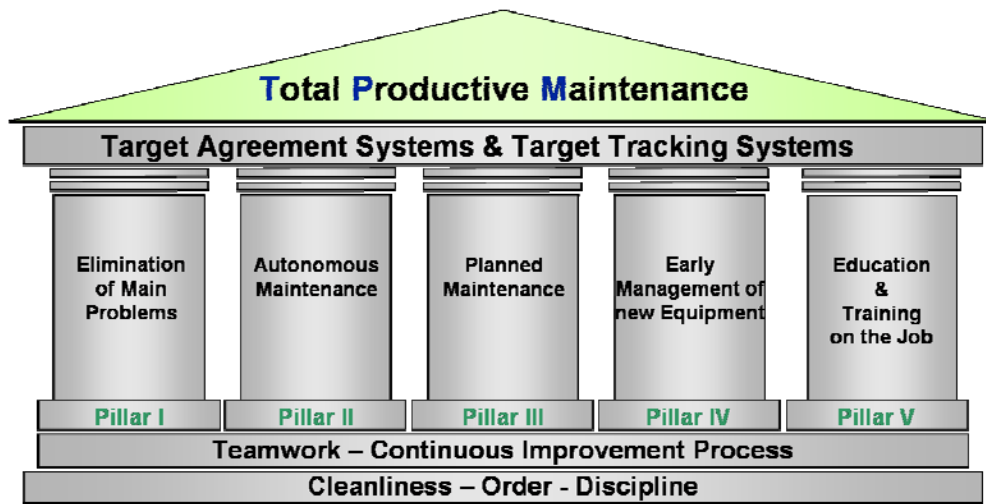 Total Productive Maintenance
Target Agreement Systems & Target Tracking Systems
Elimination
of Main
Problems
Autonomous
Maintenance
Planned
Maintenance
Early
Management of
new Equipment
Education
&
Training
on the Job
Pillar I
Pillar II
Pillar III
Pillar IV
Pillar V
Teamwork – Continuous Improvement Process
Cleanliness – Order - Discipline